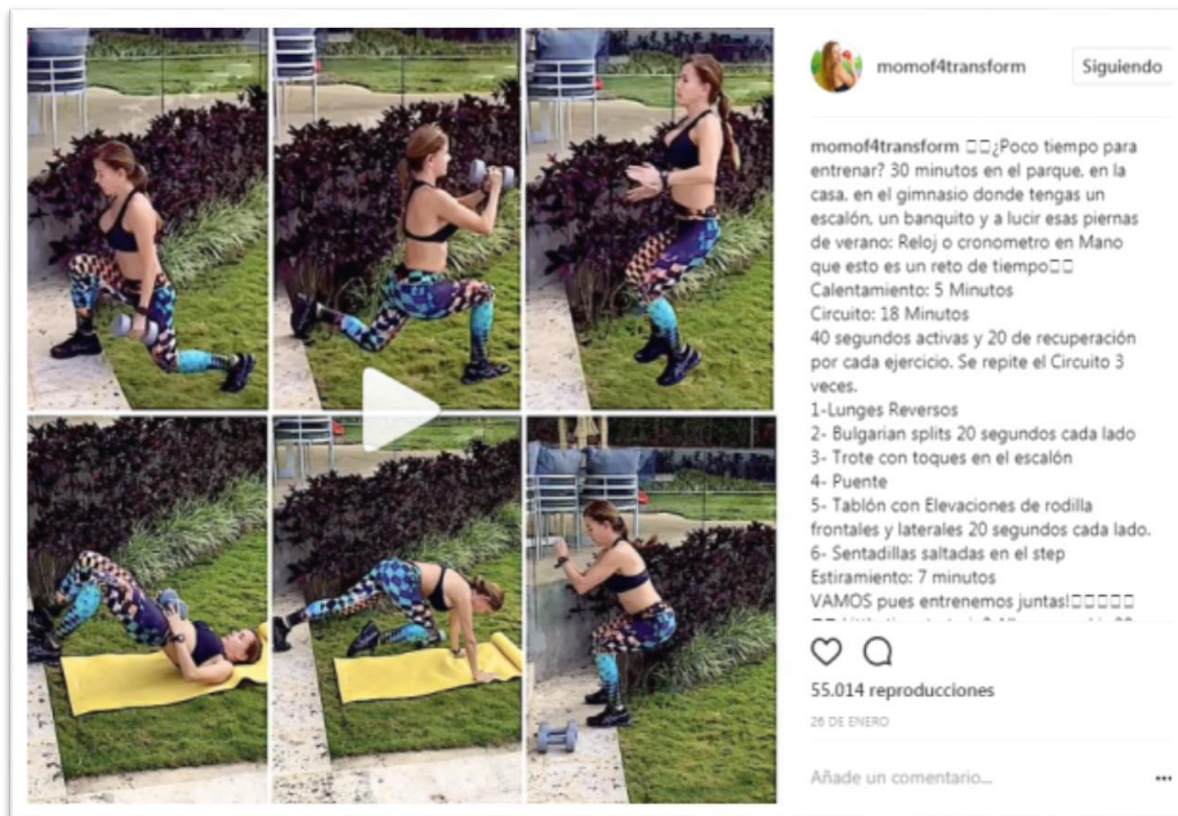 momof4transform
Siguiendo
momof4transform ¿Poco tiempo para
entrenar? 30 minutos en el parque, en la
casa, en el gimnasio donde tengas un
escalón, un banquito y a lucir esas piernas
de verano: Reloj o cronometro en Mano
que esto es un reto de tiempo
Calentamiento: 5 Minutos
Circuito: 18 Minutos
40 segundos activas y 20 de recuperación
por cada ejercicio. Se repite el Circuito 3
veces.
1-Lunges Reversos
2- Bulgarian splits 20 segundos cada lado
3- Trote con toques en el escalón
4- Puente
5- Tablón con Elevaciones de rodilla
frontales y laterales 20 segundos cada lado.
6- Sentadillas saltadas en el step
Estiramiento: 7 minutos
VAMOS pues entrenemos juntas!
55.014 reproducciones
26 DE ENERO
Añade un comentario...